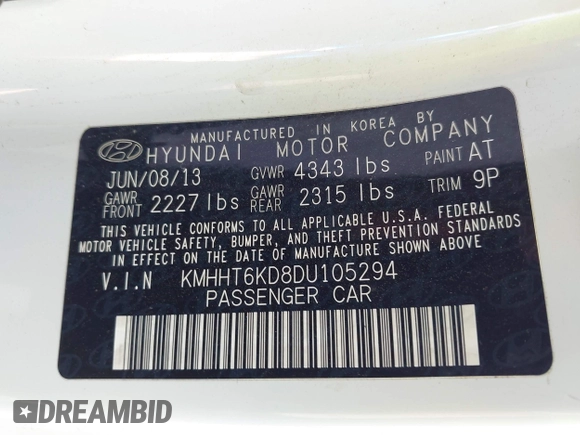 MANUFACTURED IN KOREA BY
HYUNDAI MOTOR COMPANY
JUN/08/13 GVWR 4343 lbs PAINT AT
GAWR FRONT 2227 lbs GAWR REAR 2315 lbs TRIM 9P
THIS VEHICLE CONFORMS TO ALL APPLICABLE U.S.A. FEDERAL
MOTOR VEHICLE SAFETY, BUMPER, AND THEFT PREVENTION STANDARDS
IN EFFECT ON THE DATE OF MANUFACTURE SHOWN ABOVE.
V.I.N KMHHT6KD8DU105294
PASSENGER CAR
DREAMBID